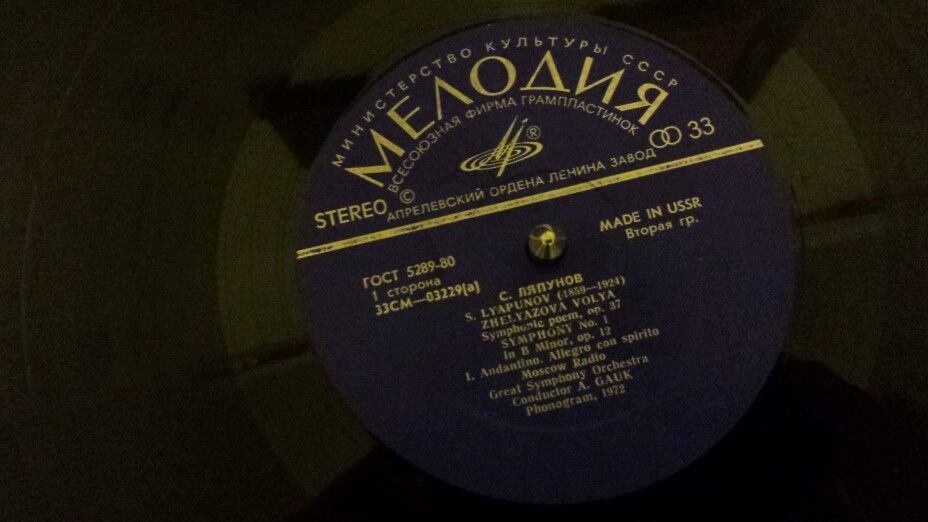 МИНИСТЕРСТВО КУЛЬТУРЫ СССР
МЕЛОДИЯ
ВСЕСОЮЗНАЯ ФИРМА ГРАМПЛАСТИНОК
®
33
STEREO ©
АПРЕЛЕВСКИЙ ОРДЕНА ЛЕНИНА ЗАВОД
MADE IN USSR
Вторая гр.
ГОСТ 5289-80
1 сторона
33СМ—03229(a)
С. ЛЯПУНОВ
S. LYAPUNOV (1859—1924)
ZHELYAZOVA VOLYA
Symphonic poem, op. 37
SYMPHONY No. 1
in B Minor, op. 12
1. Andantino. Allegro con spirito
Moscow Radio
Great Symphony Orchestra
Conductor A. GAUK
Phonogram, 1972